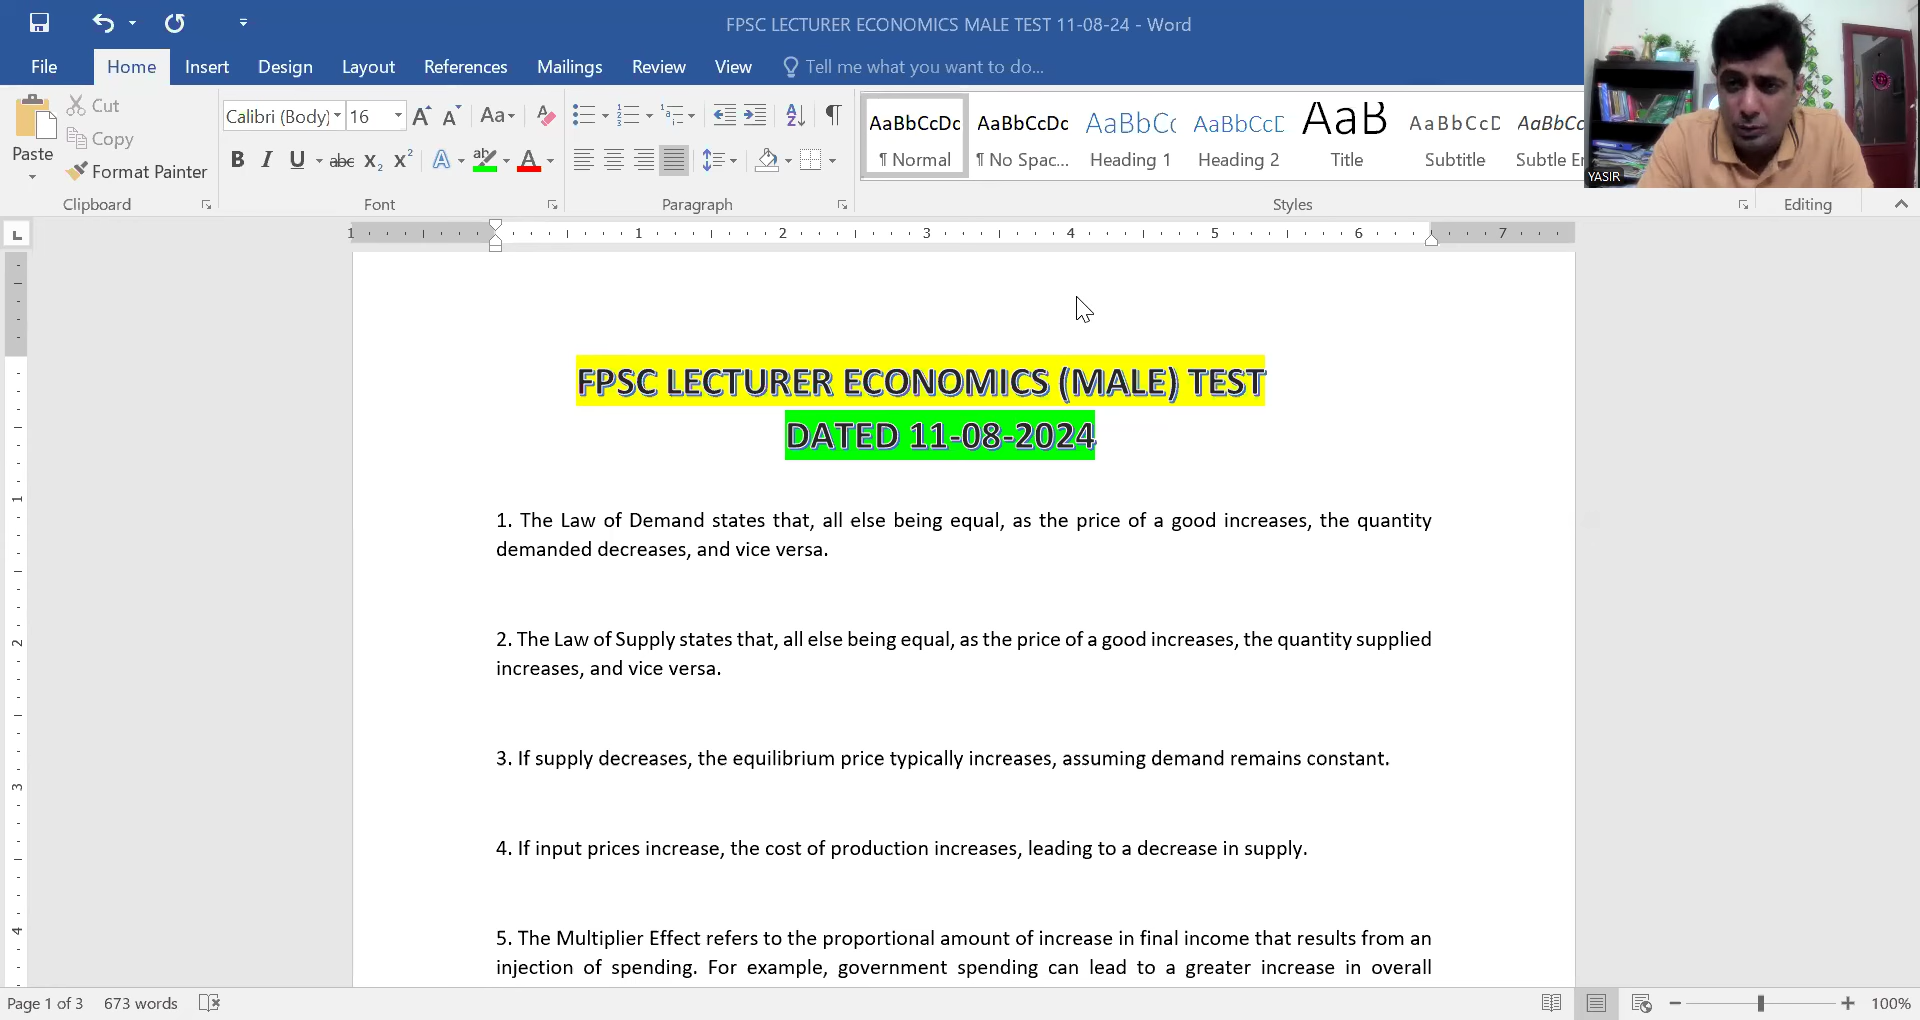 FPSC LECTURER ECONOMICS MALE TEST 11-08-24 - Word
File Home Insert Design Layout References Mailings Review View Tell me what you want to do...
Paste
Cut
Copy
Format Painter
Clipboard
Calibri (Body) 16
Font
Paragraph
AaBbCcDc AaBbCcDc AaBbCc AaBbCcD AaB AaBbCcD AaBbCc
¶ Normal ¶ No Spac... Heading 1 Heading 2 Title Subtitle Subtle E
Styles
Editing
YASIR
1 1 2 3 4 5 6 7
FPSC LECTURER ECONOMICS (MALE) TEST
DATED 11-08-2024
1. The Law of Demand states that, all else being equal, as the price of a good increases, the quantity
demanded decreases, and vice versa.
2. The Law of Supply states that, all else being equal, as the price of a good increases, the quantity supplied
increases, and vice versa.
3. If supply decreases, the equilibrium price typically increases, assuming demand remains constant.
4. If input prices increase, the cost of production increases, leading to a decrease in supply.
5. The Multiplier Effect refers to the proportional amount of increase in final income that results from an
injection of spending. For example, government spending can lead to a greater increase in overall
Page 1 of 3 673 words 100%